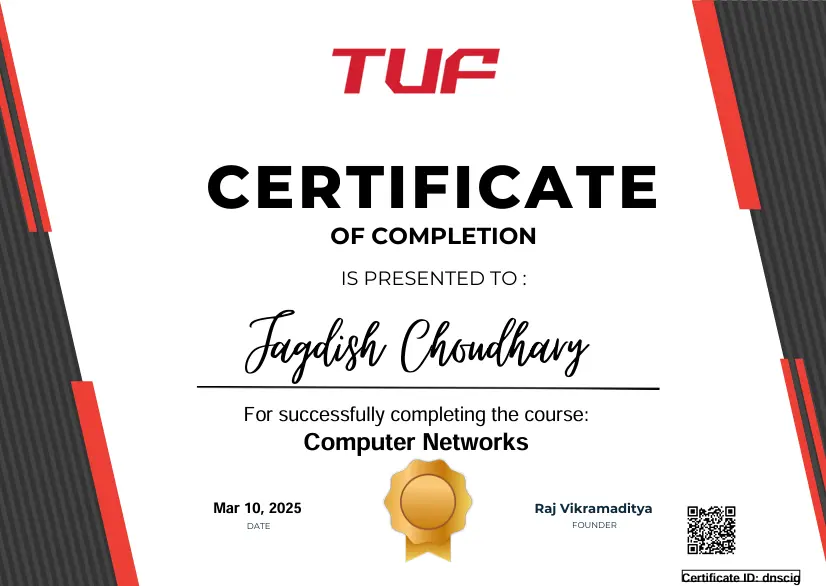 TUF
CERTIFICATE
OF COMPLETION
IS PRESENTED TO :
Jagdish Choudhary
For successfully completing the course:
Computer Networks
Mar 10, 2025
DATE
Raj Vikramaditya
FOUNDER
Certificate ID: dnscig